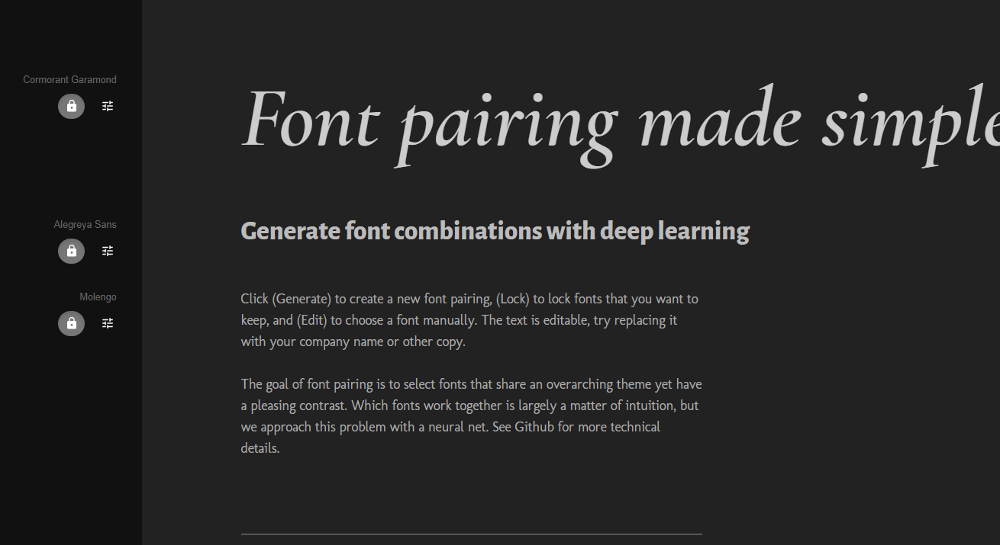 Cormorant Garamond
Font pairing made simple
Alegreya Sans
Generate font combinations with deep learning
Molengo
Click (Generate) to create a new font pairing, (Lock) to lock fonts that you want to
keep, and (Edit) to choose a font manually. The text is editable, try replacing it
with your company name or other copy.
The goal of font pairing is to select fonts that share an overarching theme yet have
a pleasing contrast. Which fonts work together is largely a matter of intuition, but
we approach this problem with a neural net. See Github for more technical
details.